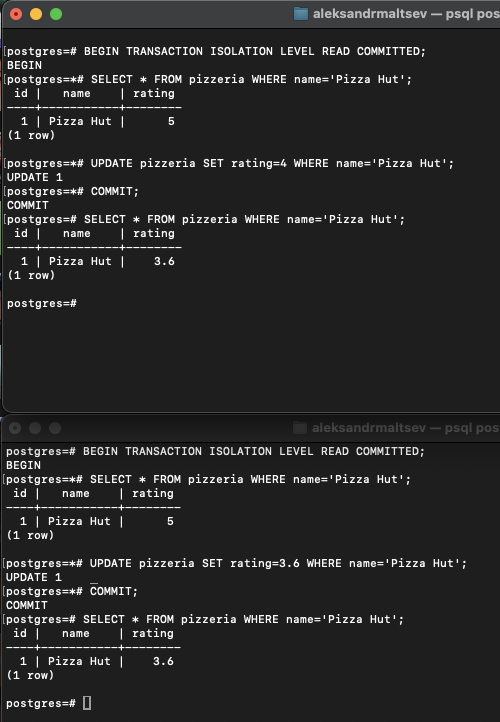 aleksandrmaltsev — psql pos
postgres=# BEGIN TRANSACTION ISOLATION LEVEL READ COMMITTED;
BEGIN
postgres=*# SELECT * FROM pizzeria WHERE name='Pizza Hut';
 id |   name    | rating
----+-----------+--------
  1 | Pizza Hut |      5
(1 row)
postgres=*# UPDATE pizzeria SET rating=4 WHERE name='Pizza Hut';
UPDATE 1
postgres=*# COMMIT;
COMMIT
postgres=# SELECT * FROM pizzeria WHERE name='Pizza Hut';
 id |   name    | rating
----+-----------+--------
  1 | Pizza Hut |    3.6
(1 row)
postgres=#
aleksandrmaltsev — psql pos
postgres=# BEGIN TRANSACTION ISOLATION LEVEL READ COMMITTED;
BEGIN
postgres=*# SELECT * FROM pizzeria WHERE name='Pizza Hut';
 id |   name    | rating
----+-----------+--------
  1 | Pizza Hut |      5
(1 row)
postgres=*# UPDATE pizzeria SET rating=3.6 WHERE name='Pizza Hut';
UPDATE 1
postgres=*# COMMIT;
COMMIT
postgres=# SELECT * FROM pizzeria WHERE name='Pizza Hut';
 id |   name    | rating
----+-----------+--------
  1 | Pizza Hut |    3.6
(1 row)
postgres=#